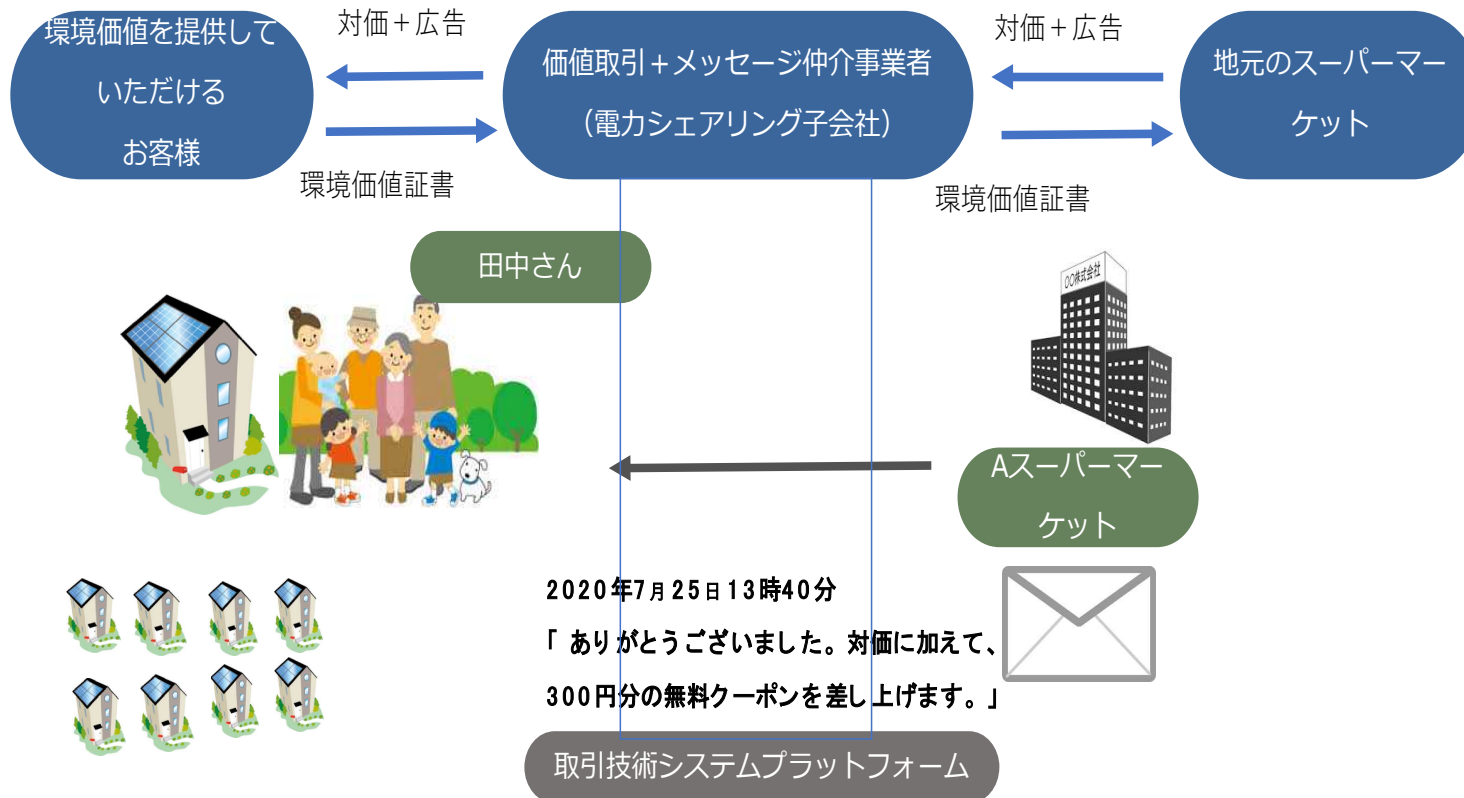 対価＋広告
対価＋広告
環境価値を提供して
いただける
お客様
価値取引＋メッセージ仲介事業者
（電力シェアリング子会社）
地元のスーパーマー
ケット
環境価値証書
環境価値証書
田中さん
〇〇株式会社
Aスーパーマー
ケット
2020年7月25日13時40分
「ありがとうございました。対価に加えて、
300円分の無料クーポンを差し上げます。」
取引技術システムプラットフォーム